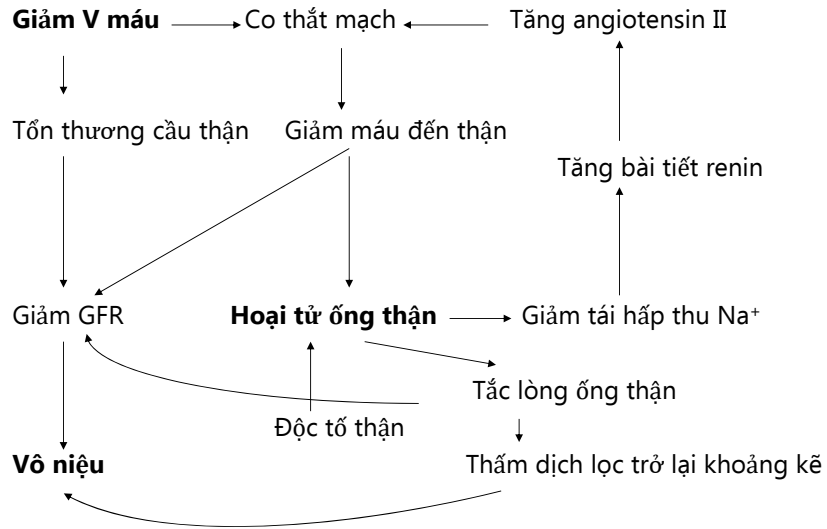 Giảm V máu
Co thắt mạch
Tăng angiotensin II
Tổn thương cầu thận
Giảm máu đến thận
Tăng bài tiết renin
Giảm GFR
Hoại tử ống thận
Giảm tái hấp thu Na⁺
Tắc lòng ống thận
Độc tố thận
Vô niệu
Thấm dịch lọc trở lại khoảng kẽ